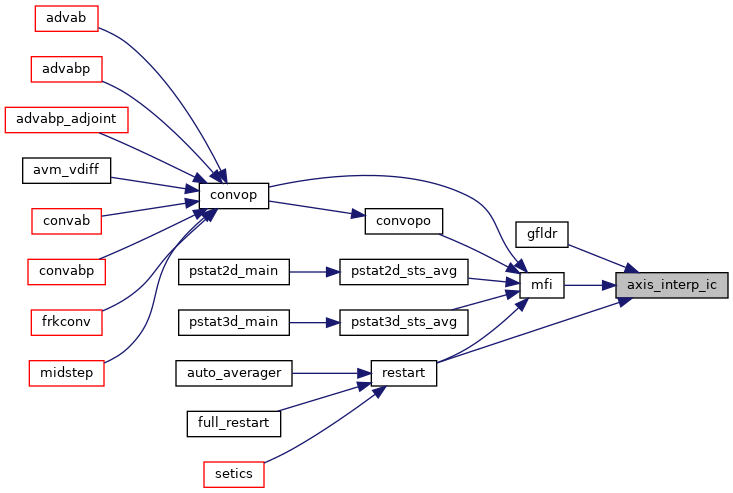 advab
advabp
advabp_adjoint
avm_vdiff
convab
convabp
frkconv
midstep
convop
convopo
pstat2d_main
pstat2d_sts_avg
pstat3d_main
pstat3d_sts_avg
auto_averager
full_restart
setics
restart
gfldr
mfi
axis_interp_ic